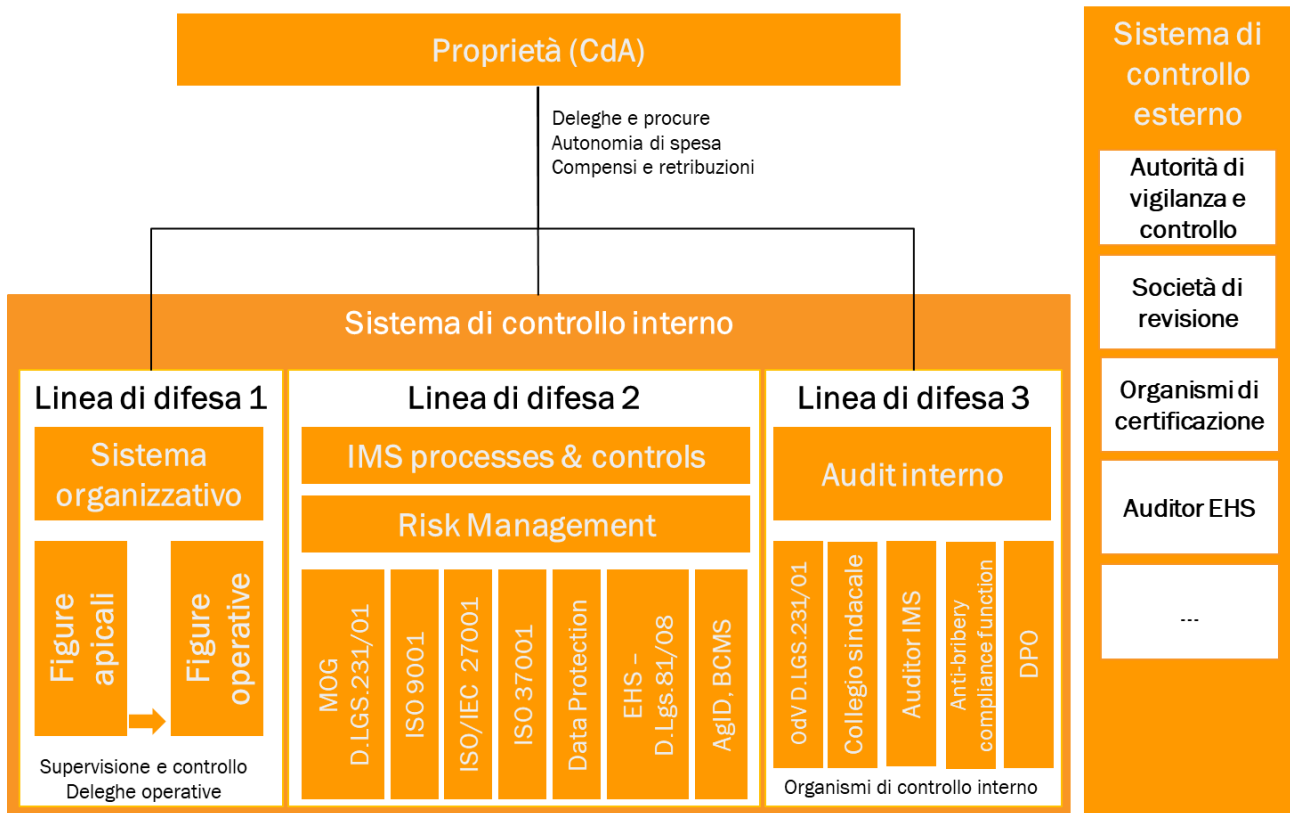 Proprietà (CdA)
Deleghe e procure
Autonomia di spesa
Compensi e retribuzioni
Sistema di controllo interno
Linea di difesa 1
Sistema
organizzativo
Figure
apicali
Figure
operative
Supervisione e controllo
Deleghe operative
Linea di difesa 2
IMS processes & controls
Risk Management
MOG
D.LGS.231/01
ISO 9001
ISO/IEC 27001
ISO 37001
Data Protection
EHS –
D.Lgs.81/08
AgID, BCMS
Linea di difesa 3
Audit interno
OdV D.LGS.231/01
Collegio sindacale
Auditor IMS
Anti-bribery
compliance function
DPO
Organismi di controllo interno
Sistema di
controllo
esterno
Autorità di
vigilanza e
controllo
Società di
revisione
Organismi di
certificazione
Auditor EHS
...